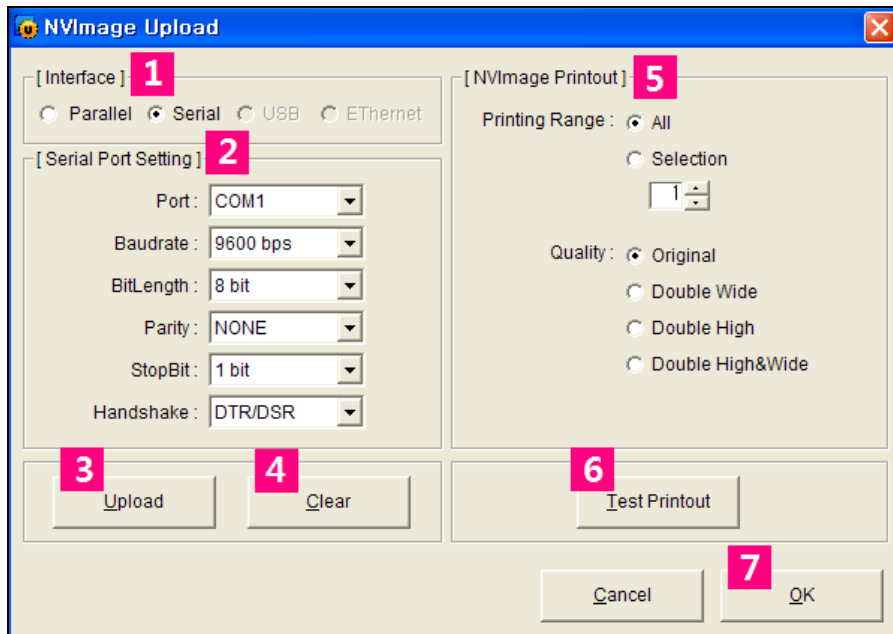 NVImage Upload
[ Interface ] 1
Parallel Serial USB EThernet
[ Serial Port Setting ] 2
Port : COM1
Baudrate : 9600 bps
BitLength : 8 bit
Parity : NONE
StopBit : 1 bit
Handshake : DTR/DSR
3 Upload
4 Clear
[ NVImage Printout ] 5
Printing Range : All
Selection
1
Quality : Original
Double Wide
Double High
Double High&Wide
6 Test Printout
Cancel
7 OK